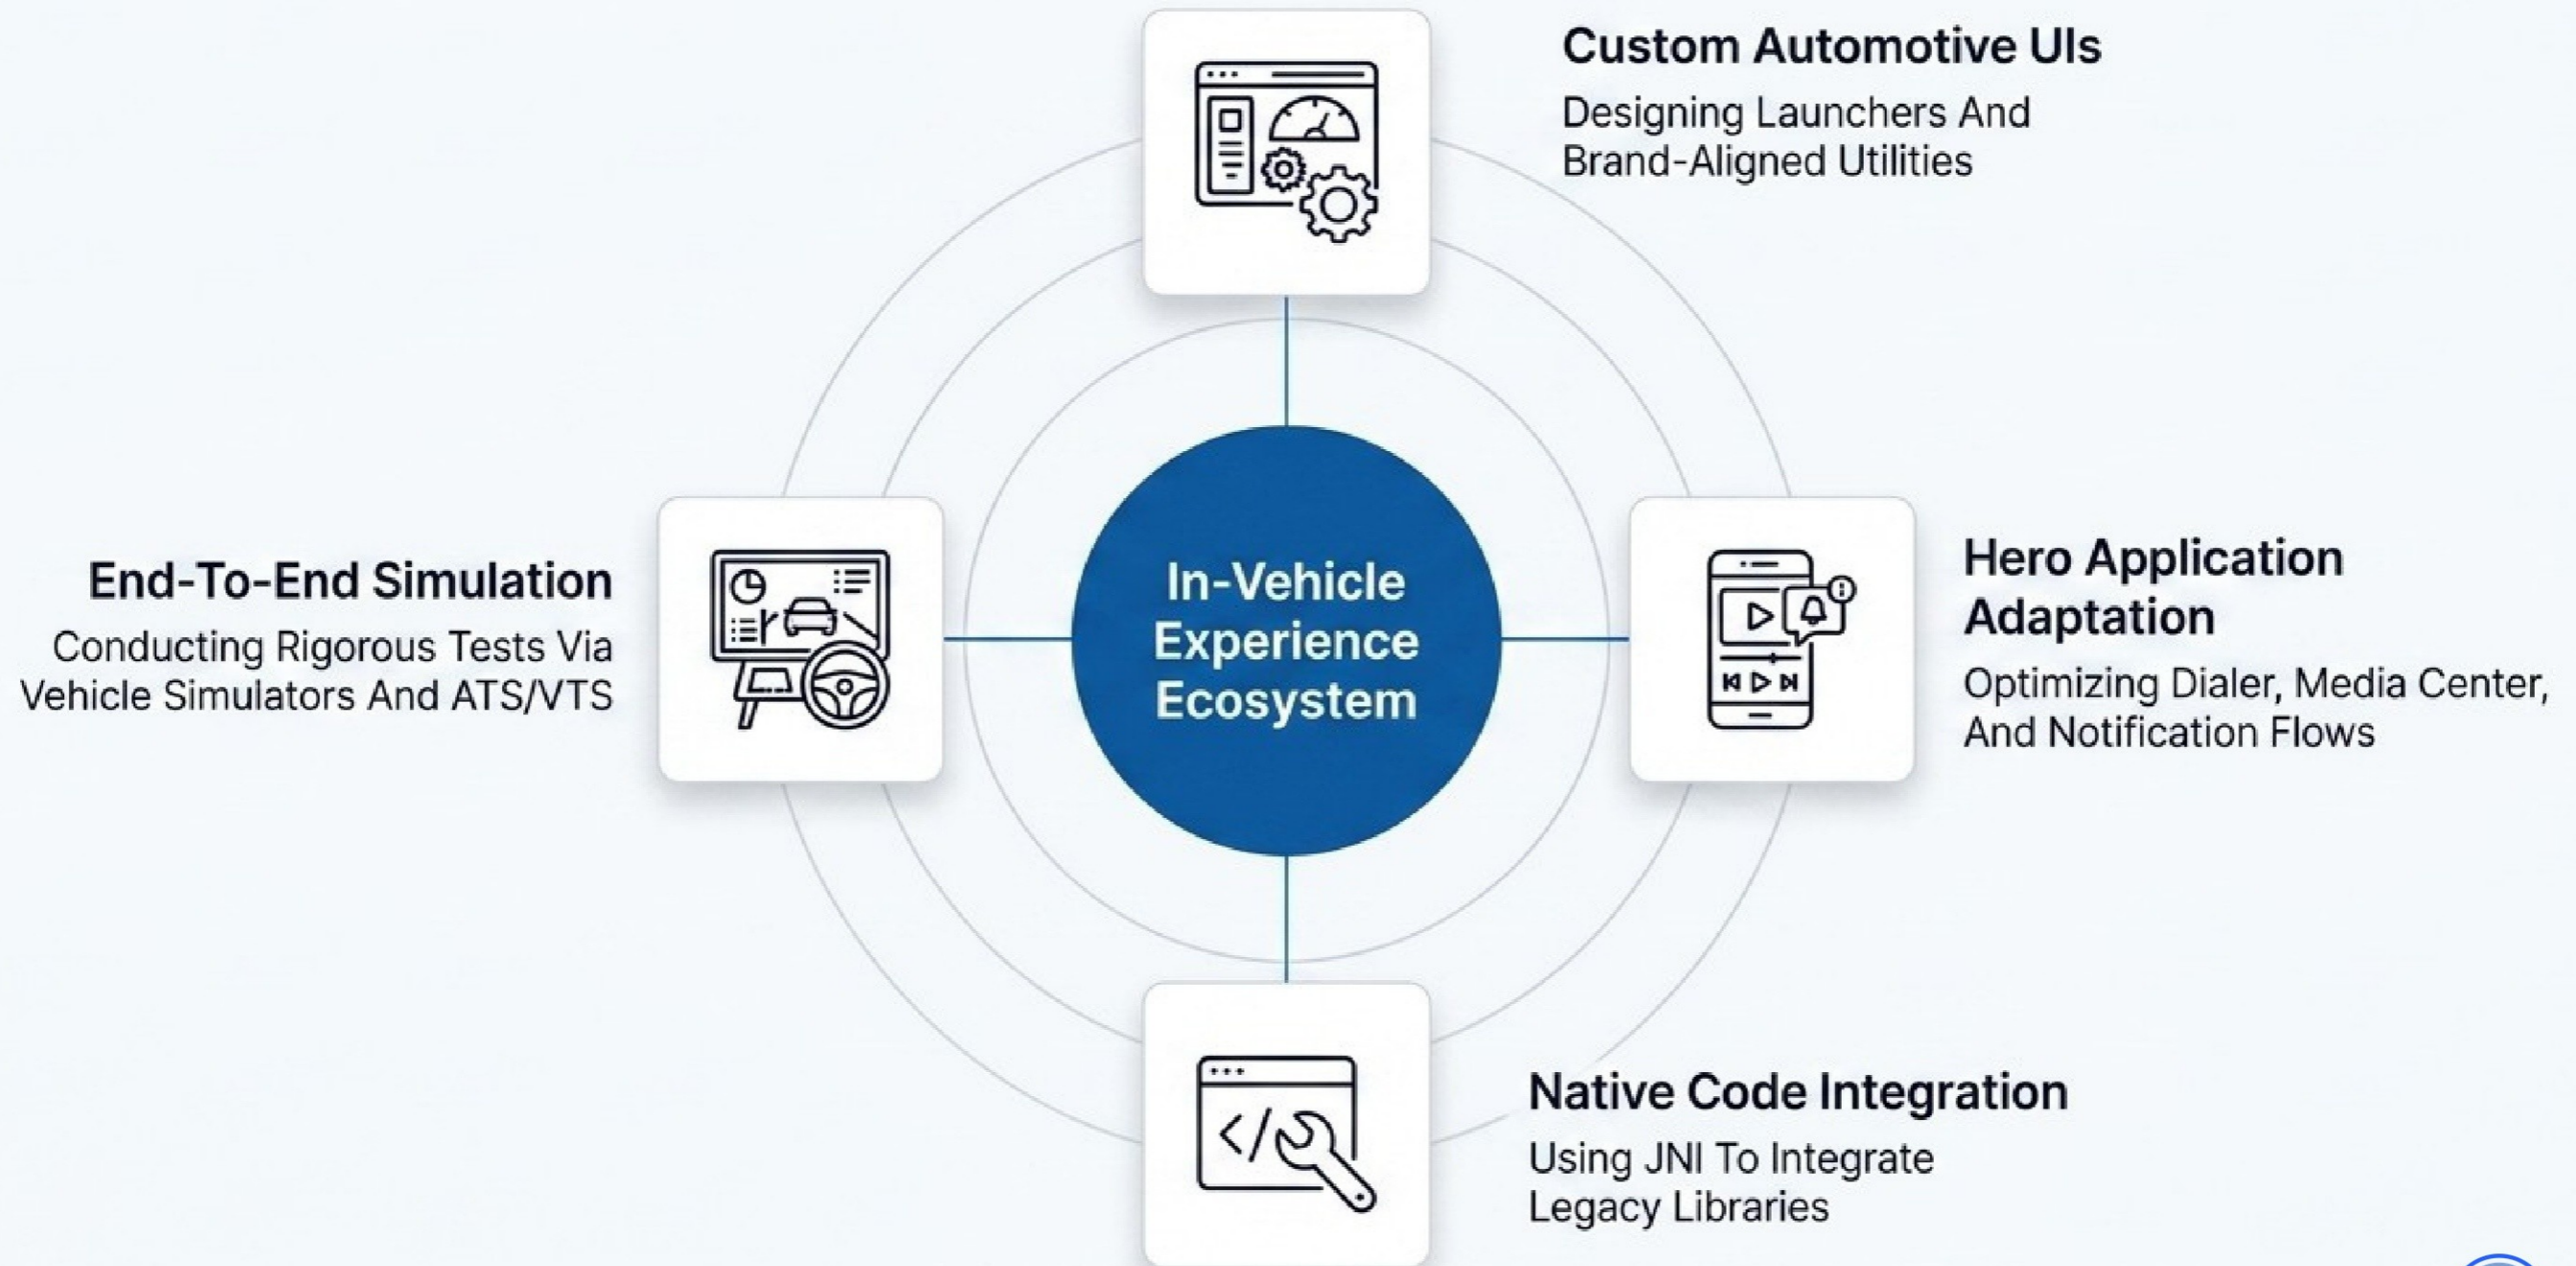 Custom Automotive UIs
Designing Launchers And
Brand-Aligned Utilities
End-To-End Simulation
Conducting Rigorous Tests Via
Vehicle Simulators And ATS/VTS
In-Vehicle
Experience
Ecosystem
Hero Application
Adaptation
Optimizing Dialer, Media Center,
And Notification Flows
Native Code Integration
Using JNI To Integrate
Legacy Libraries